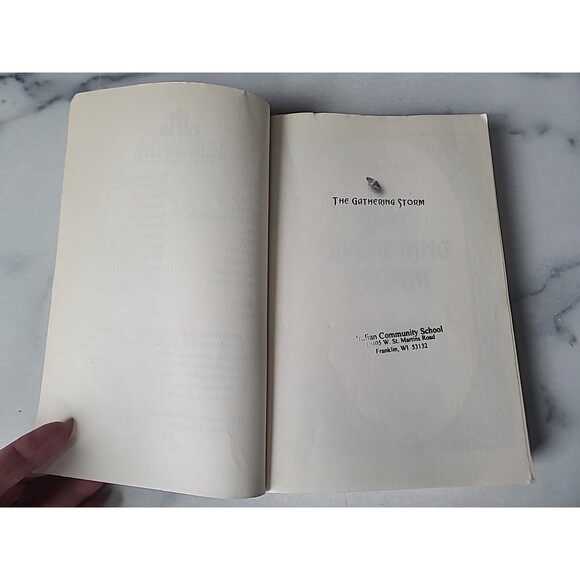 THE GATHERING STORM
Indian Community School
W. St. Martins Road
Franklin, WI 53132